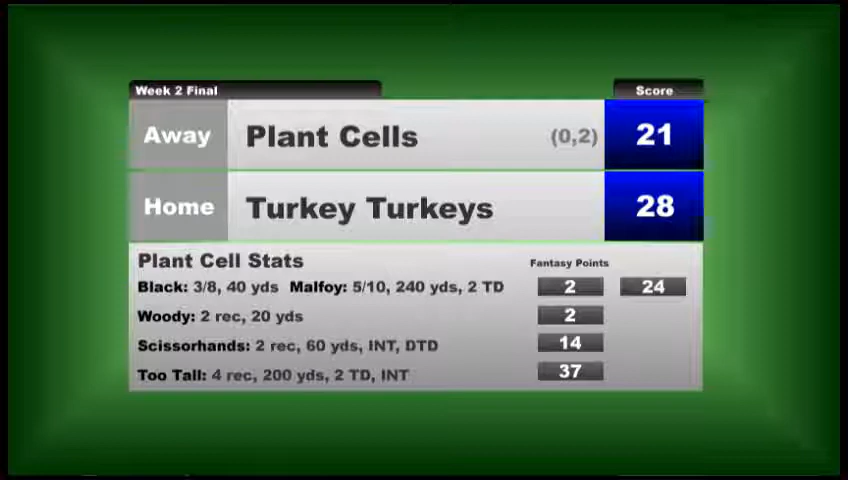 Week 2 Final
Score
Away Plant Cells (0,2) 21
Home Turkey Turkeys 28
Plant Cell Stats
Fantasy Points
Black: 3/8, 40 yds Malfoy: 5/10, 240 yds, 2 TD 2 24
Woody: 2 rec, 20 yds 2
Scissorhands: 2 rec, 60 yds, INT, DTD 14
Too Tall: 4 rec, 200 yds, 2 TD, INT 37